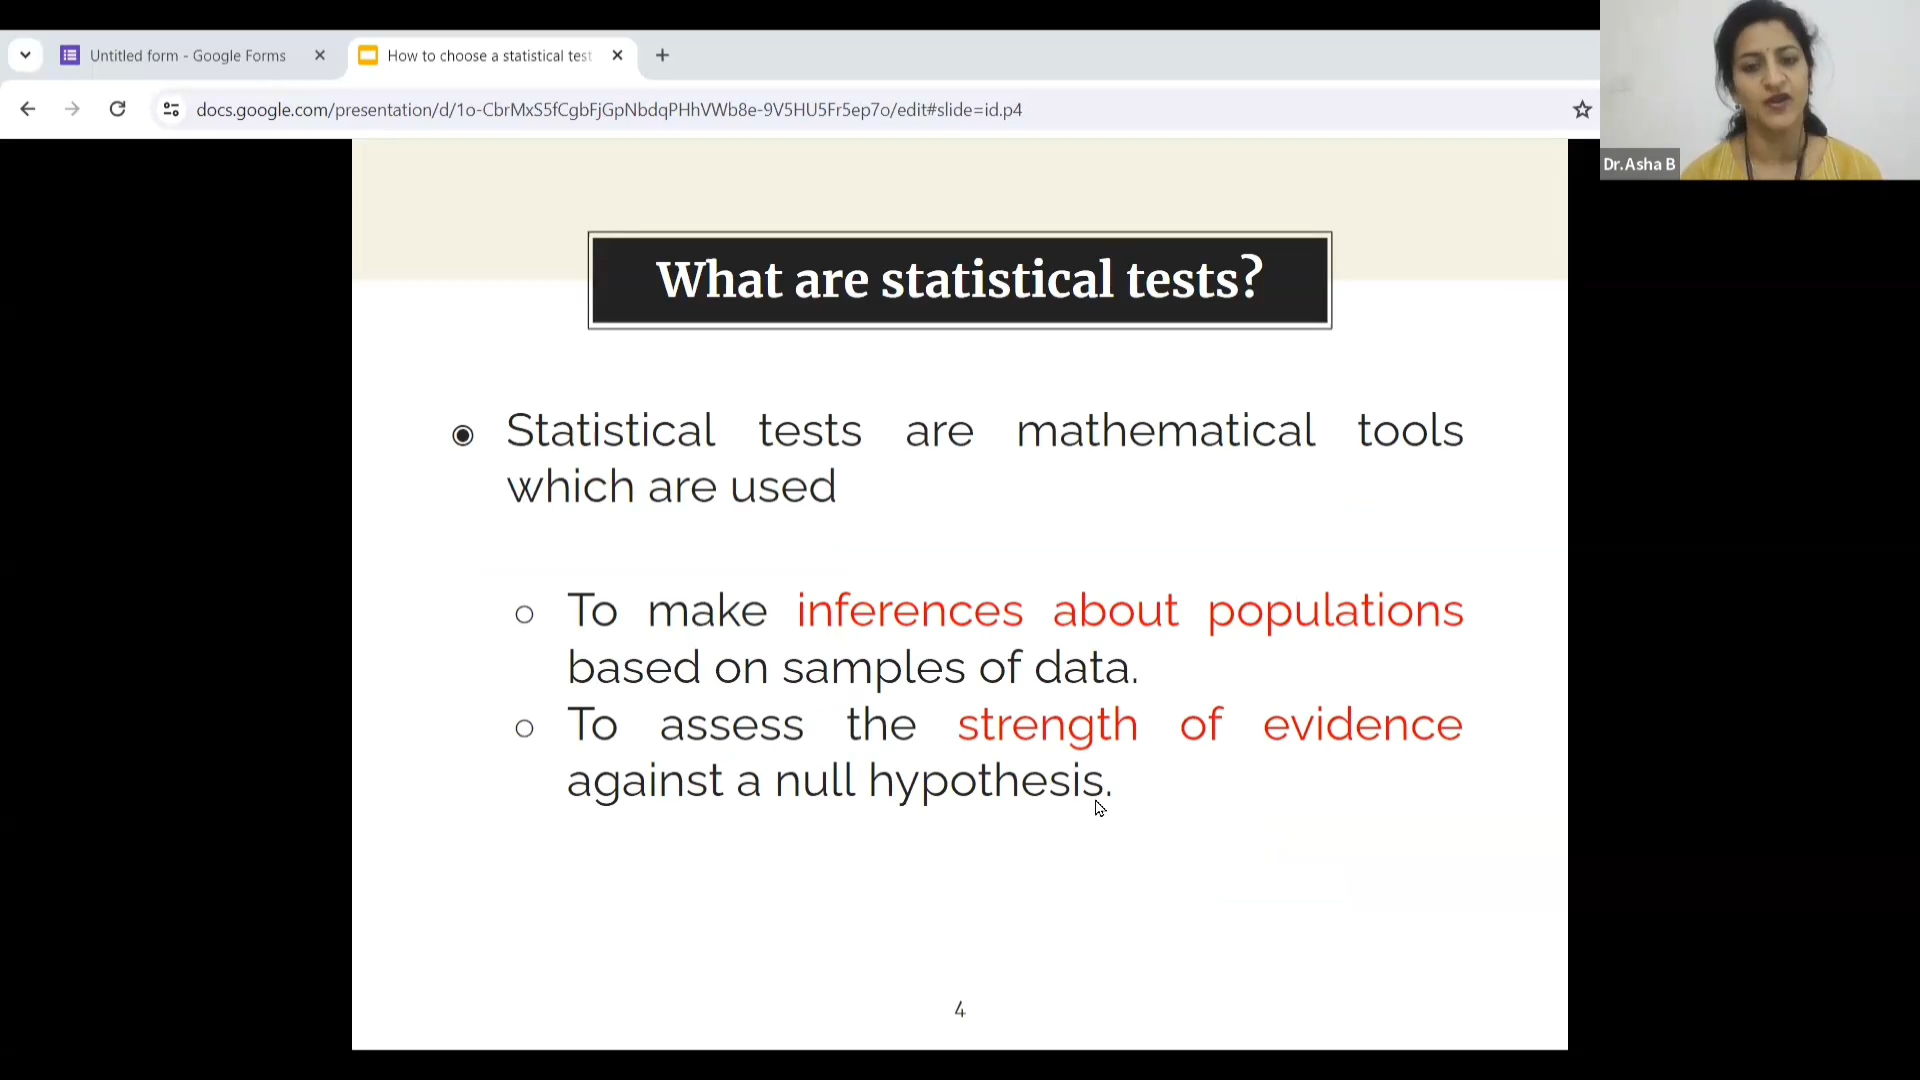 Untitled form - Google Forms
How to choose a statistical test
docs.google.com/presentation/d/1o-CbrMxS5fCgbFjGpNbdqPHhVWb8e-9V5HU5Fr5ep7o/edit#slide=id.p4
Dr.Asha B
What are statistical tests?
Statistical tests are mathematical tools
which are used
To make inferences about populations
based on samples of data.
To assess the strength of evidence
against a null hypothesis.
4